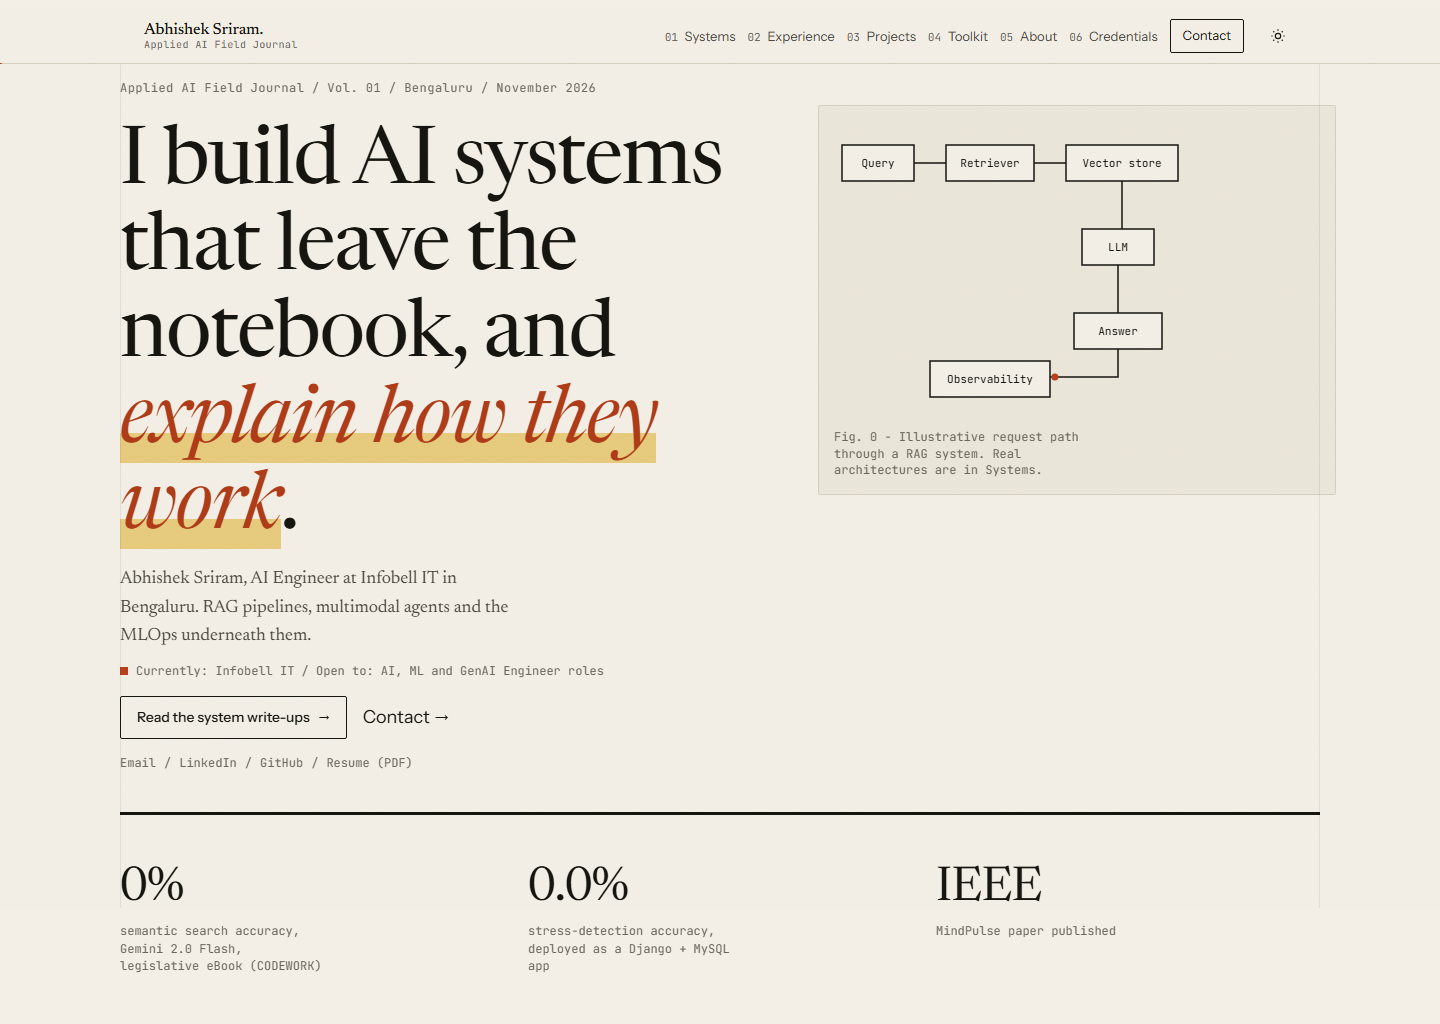 Abhishek Sriram.
Applied AI Field Journal
01 Systems 02 Experience 03 Projects 04 Toolkit 05 About 06 Credentials Contact
Applied AI Field Journal / Vol. 01 / Bengaluru / November 2026
I build AI systems
that leave the
notebook, and
explain how they
work.
Abhishek Sriram, AI Engineer at Infobell IT in
Bengaluru. RAG pipelines, multimodal agents and the
MLOps underneath them.
Currently: Infobell IT / Open to: AI, ML and GenAI Engineer roles
Read the system write-ups → Contact →
Email / LinkedIn / GitHub / Resume (PDF)
Query Retriever Vector store
LLM
Answer
Observability
Fig. 0 - Illustrative request path
through a RAG system. Real
architectures are in Systems.
0%
semantic search accuracy,
Gemini 2.0 Flash,
legislative eBook (CODEWORK)
0.0%
stress-detection accuracy,
deployed as a Django + MySQL
app
IEEE
MindPulse paper published